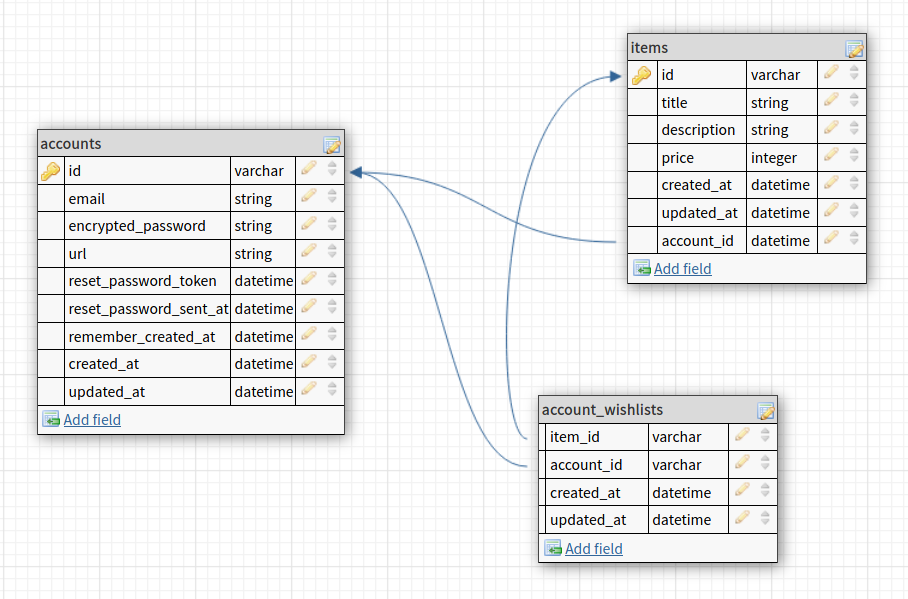 accounts
id varchar
email string
encrypted_password string
url string
reset_password_token datetime
reset_password_sent_at datetime
remember_created_at datetime
created_at datetime
updated_at datetime
Add field
items
id varchar
title string
description string
price integer
created_at datetime
updated_at datetime
account_id datetime
Add field
account_wishlists
item_id varchar
account_id varchar
created_at datetime
updated_at datetime
Add field